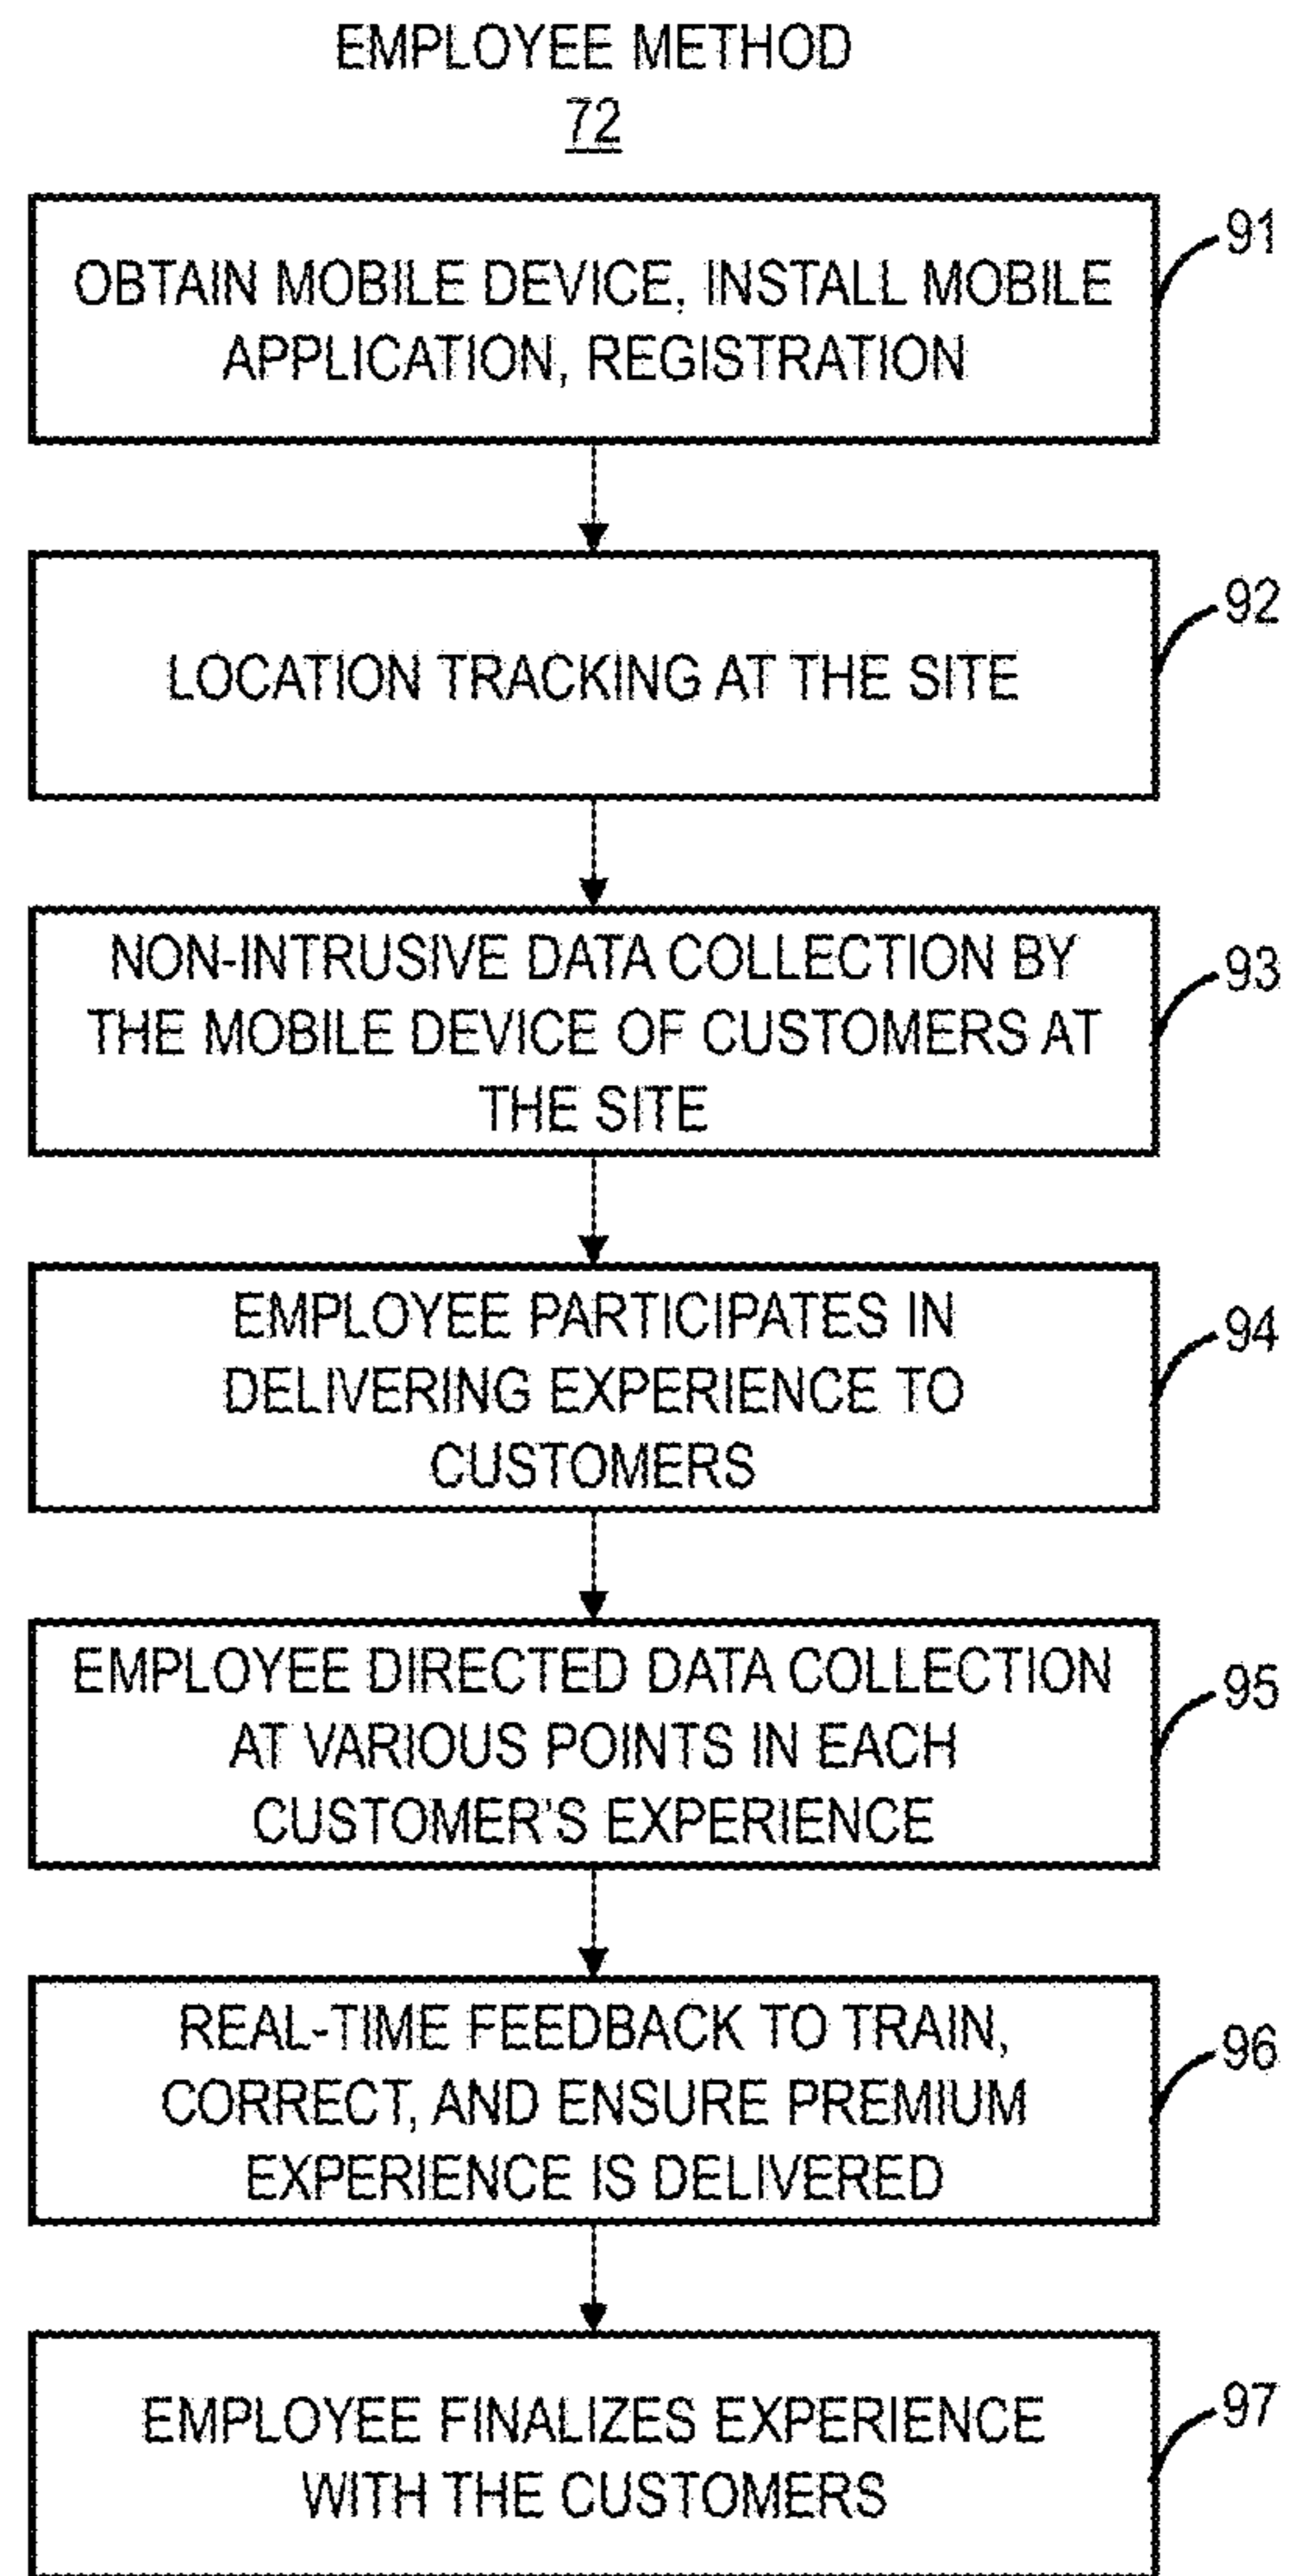 EMPLOYEE METHOD
72
OBTAIN MOBILE DEVICE, INSTALL MOBILE
APPLICATION, REGISTRATION
91
LOCATION TRACKING AT THE SITE
92
NON-INTRUSIVE DATA COLLECTION BY
THE MOBILE DEVICE OF CUSTOMERS AT
THE SITE
93
EMPLOYEE PARTICIPATES IN
DELIVERING EXPERIENCE TO
CUSTOMERS
94
EMPLOYEE DIRECTED DATA COLLECTION
AT VARIOUS POINTS IN EACH
CUSTOMER'S EXPERIENCE
95
REAL-TIME FEEDBACK TO TRAIN,
CORRECT, AND ENSURE PREMIUM
EXPERIENCE IS DELIVERED
96
EMPLOYEE FINALIZES EXPERIENCE
WITH THE CUSTOMERS
97